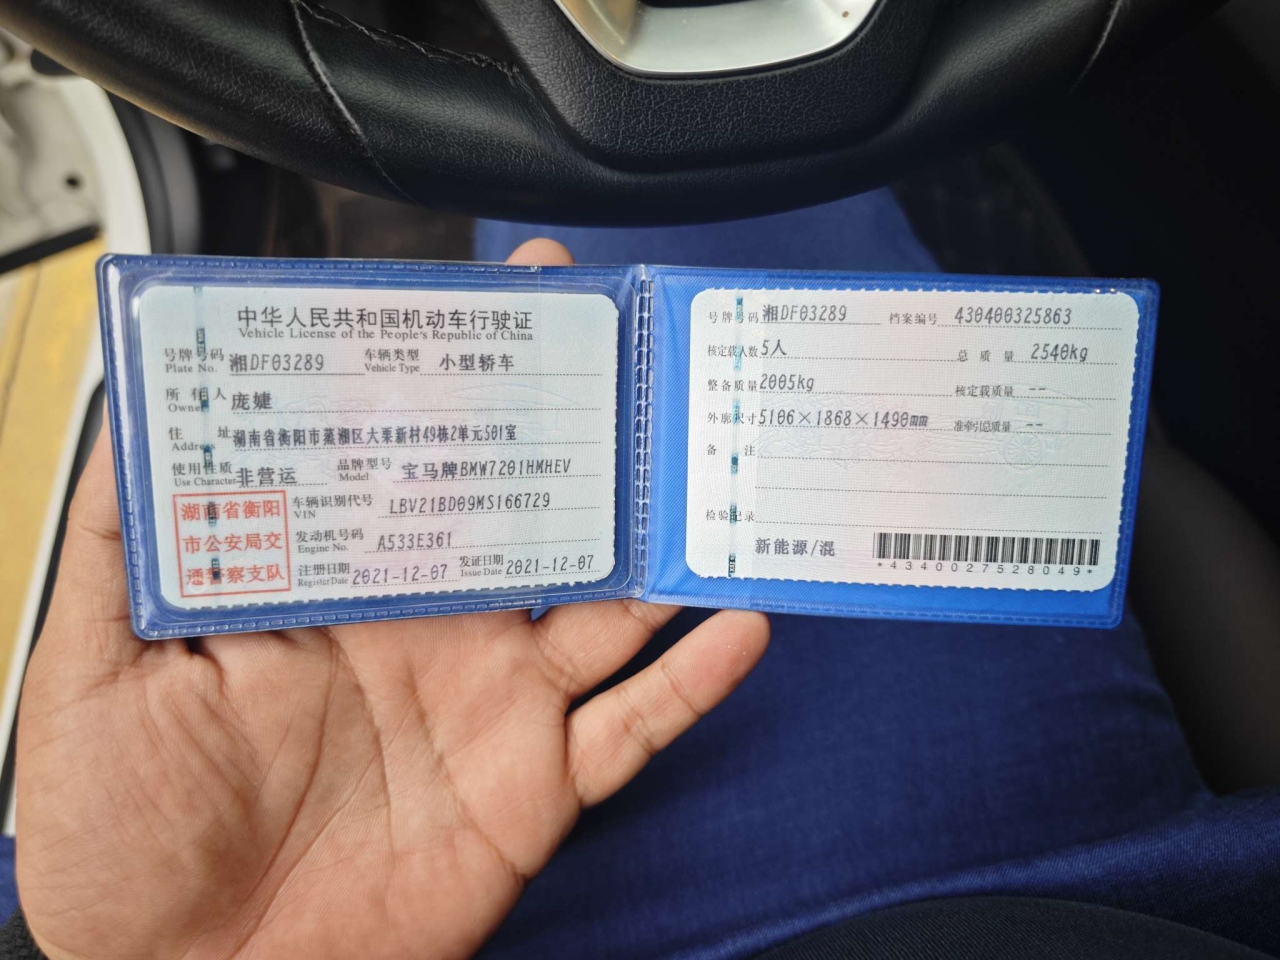 中华人民共和国机动车行驶证
Vehicle License of the People's Republic of China
号牌号码 Plate No. 湘DF03289 车辆类型 Vehicle Type 小型轿车
所有人 Owner 庞婕
住址 Address 湖南省衡阳市蒸湘区大栗新村49栋2单元501室
使用性质 Use Character 非营运 品牌型号 Model 宝马牌BMW7201HMHEV
湖南省衡阳
市公安局交
通警察支队
车辆识别代号 VIN LBV21BD09MS166729
发动机号码 Engine No. A533E361
注册日期 Register Date 2021-12-07 发证日期 Issue Date 2021-12-07
号牌号码 湘DF03289 档案编号 430400325863
核定载人数 5人 总质量 2540kg
整备质量 2005kg 核定载质量 --
外廓尺寸 5106×1868×1490mm 准牵引总质量 --
备注
检验记录
新能源/混
*4340027528049*